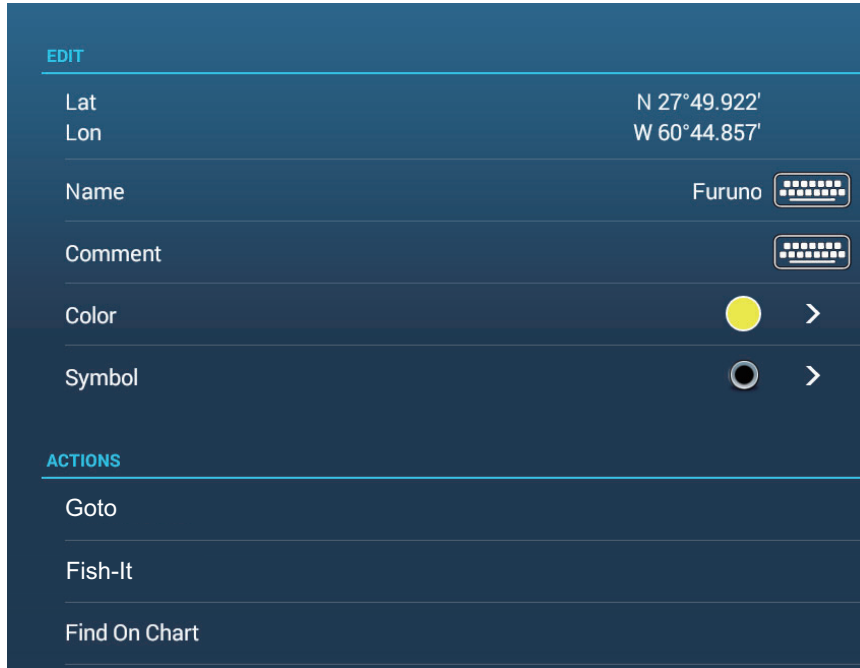 EDIT
Lat N 27°49.922'
Lon W 60°44.857'
Name Furuno
Comment
Color
Symbol
ACTIONS
Goto
Fish-It
Find On Chart